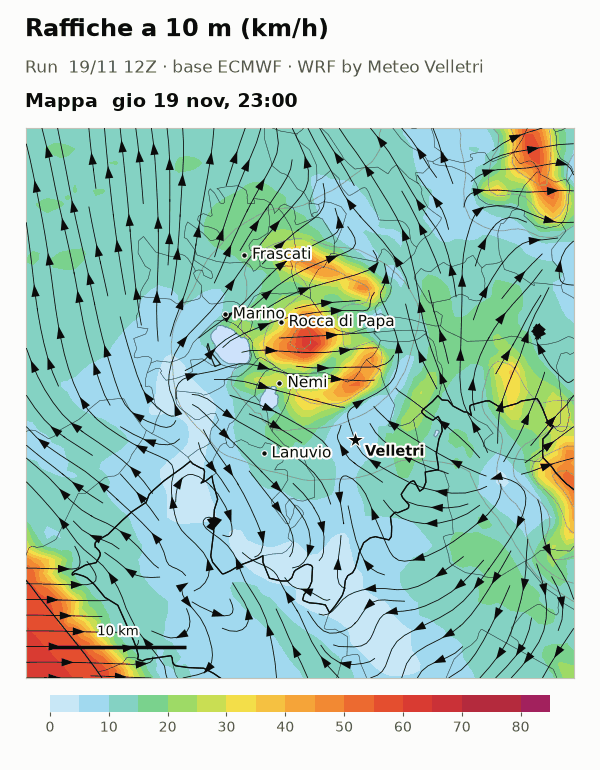 Raffiche a 10 m (km/h)
Run  19/11 12Z · base ECMWF · WRF by Meteo Velletri
Mappa  gio 19 nov, 23:00
Frascati
Marino
Rocca di Papa
Nemi
Velletri
Lanuvio
10 km
0 10 20 30 40 50 60 70 80